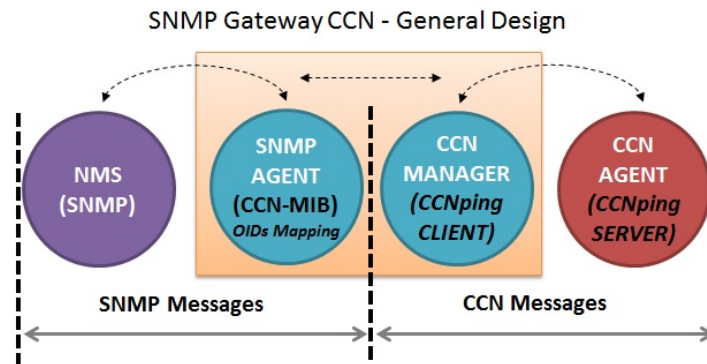 SNMP Gateway CCN - General Design
NMS
(SNMP)
SNMP
AGENT
(CCN-MIB)
OIDs Mapping
CCN
MANAGER
(CCNping
CLIENT)
CCN
AGENT
(CCNping
SERVER)
SNMP Messages
CCN Messages